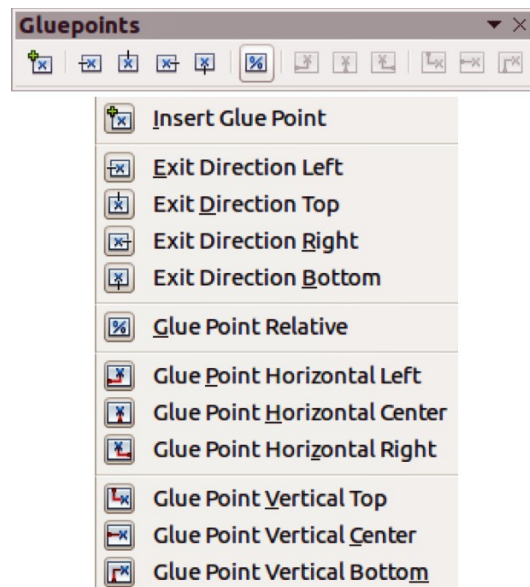 Gluepoints
Insert Glue Point
Exit Direction Left
Exit Direction Top
Exit Direction Right
Exit Direction Bottom
Glue Point Relative
Glue Point Horizontal Left
Glue Point Horizontal Center
Glue Point Horizontal Right
Glue Point Vertical Top
Glue Point Vertical Center
Glue Point Vertical Bottom